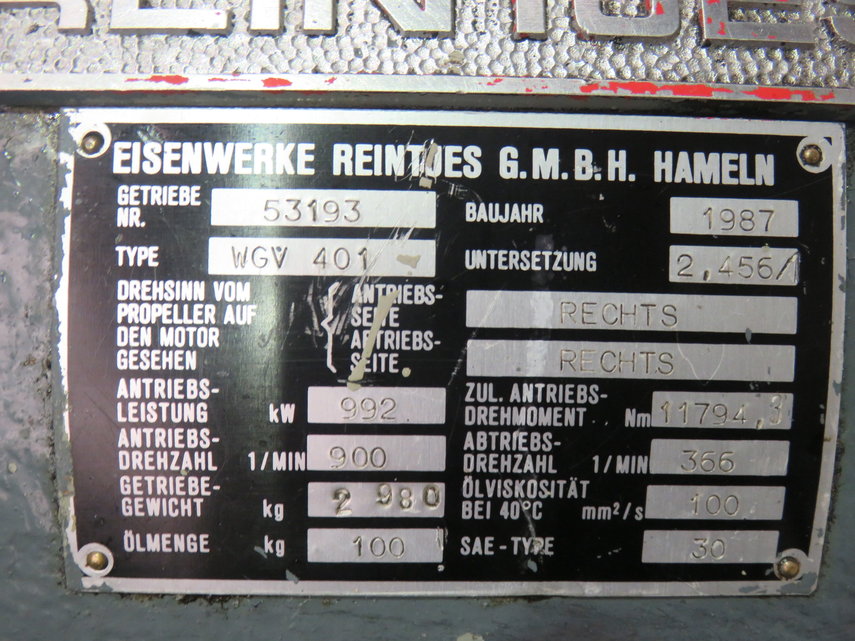 REINTJES
EISENWERKE REINTJES G.M.B.H. HAMELN
GETRIEBE NR. 53193
BAUJAHR 1987
TYPE WGV 401
UNTERSETZUNG 2,456/1
DREHSINN VOM PROPELLER AUF DEN MOTOR GESEHEN
ANTRIEBS-SEITE RECHTS
ABTRIEBS-SEITE RECHTS
ANTRIEBS-LEISTUNG kW 992
ZUL. ANTRIEBS-DREHMOMENT.. Nm 11794,3
ANTRIEBS-DREHZAHL 1/MIN 900
ABTRIEBS-DREHZAHL 1/MIN 366
GETRIEBE-GEWICHT kg 2 980
ÖLVISKOSITÄT BEI 40°C mm²/s 100
ÖLMENGE kg 100
SAE-TYPE 30